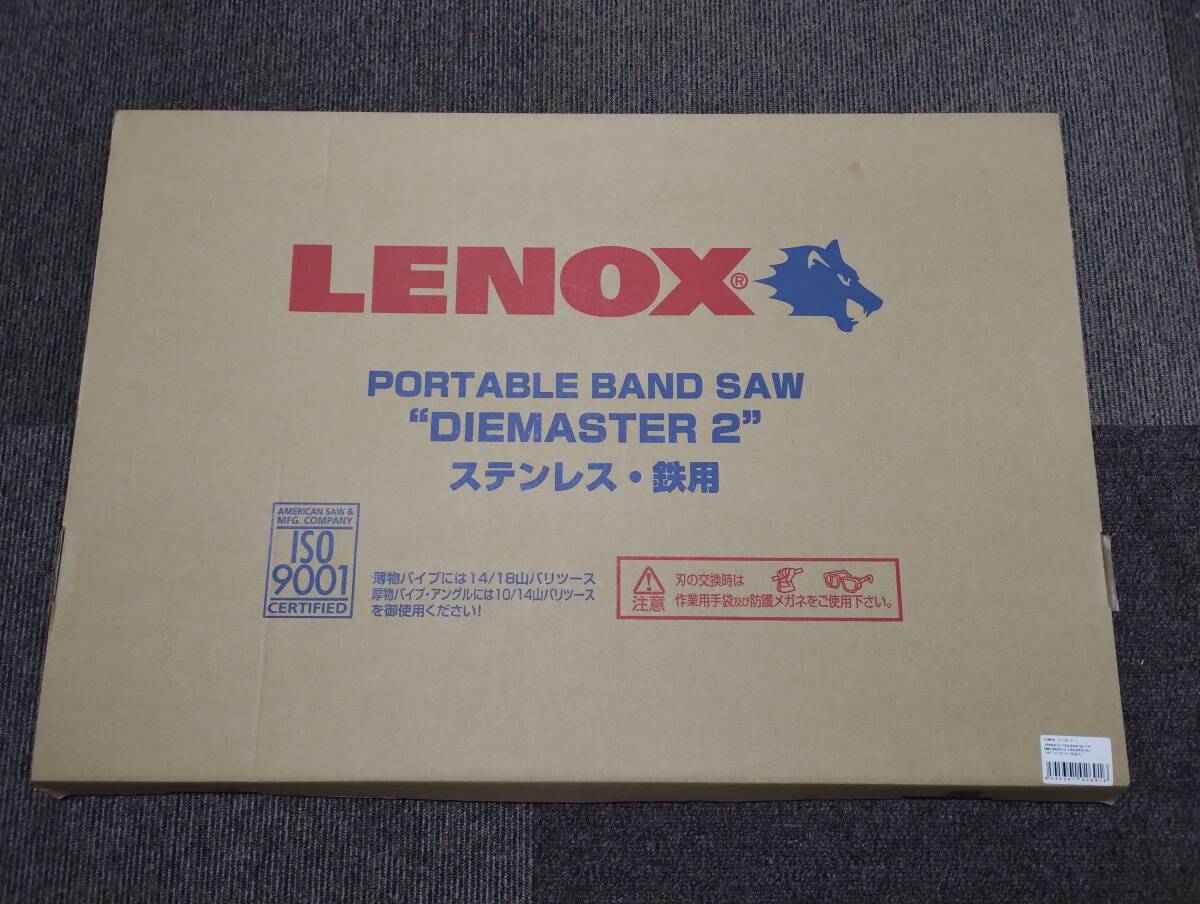 LENOX®
PORTABLE BAND SAW
“DIEMASTER 2”
ステンレス・鉄用
AMERICAN SAW &
MFG. COMPANY
ISO
9001
CERTIFIED
薄物パイプには14/18山バリツース
厚物パイプ・アングルには10/14山バリツース
を御使用ください!
注意
刃の交換時は
作業用手袋及び防護メガネをご使用下さい。